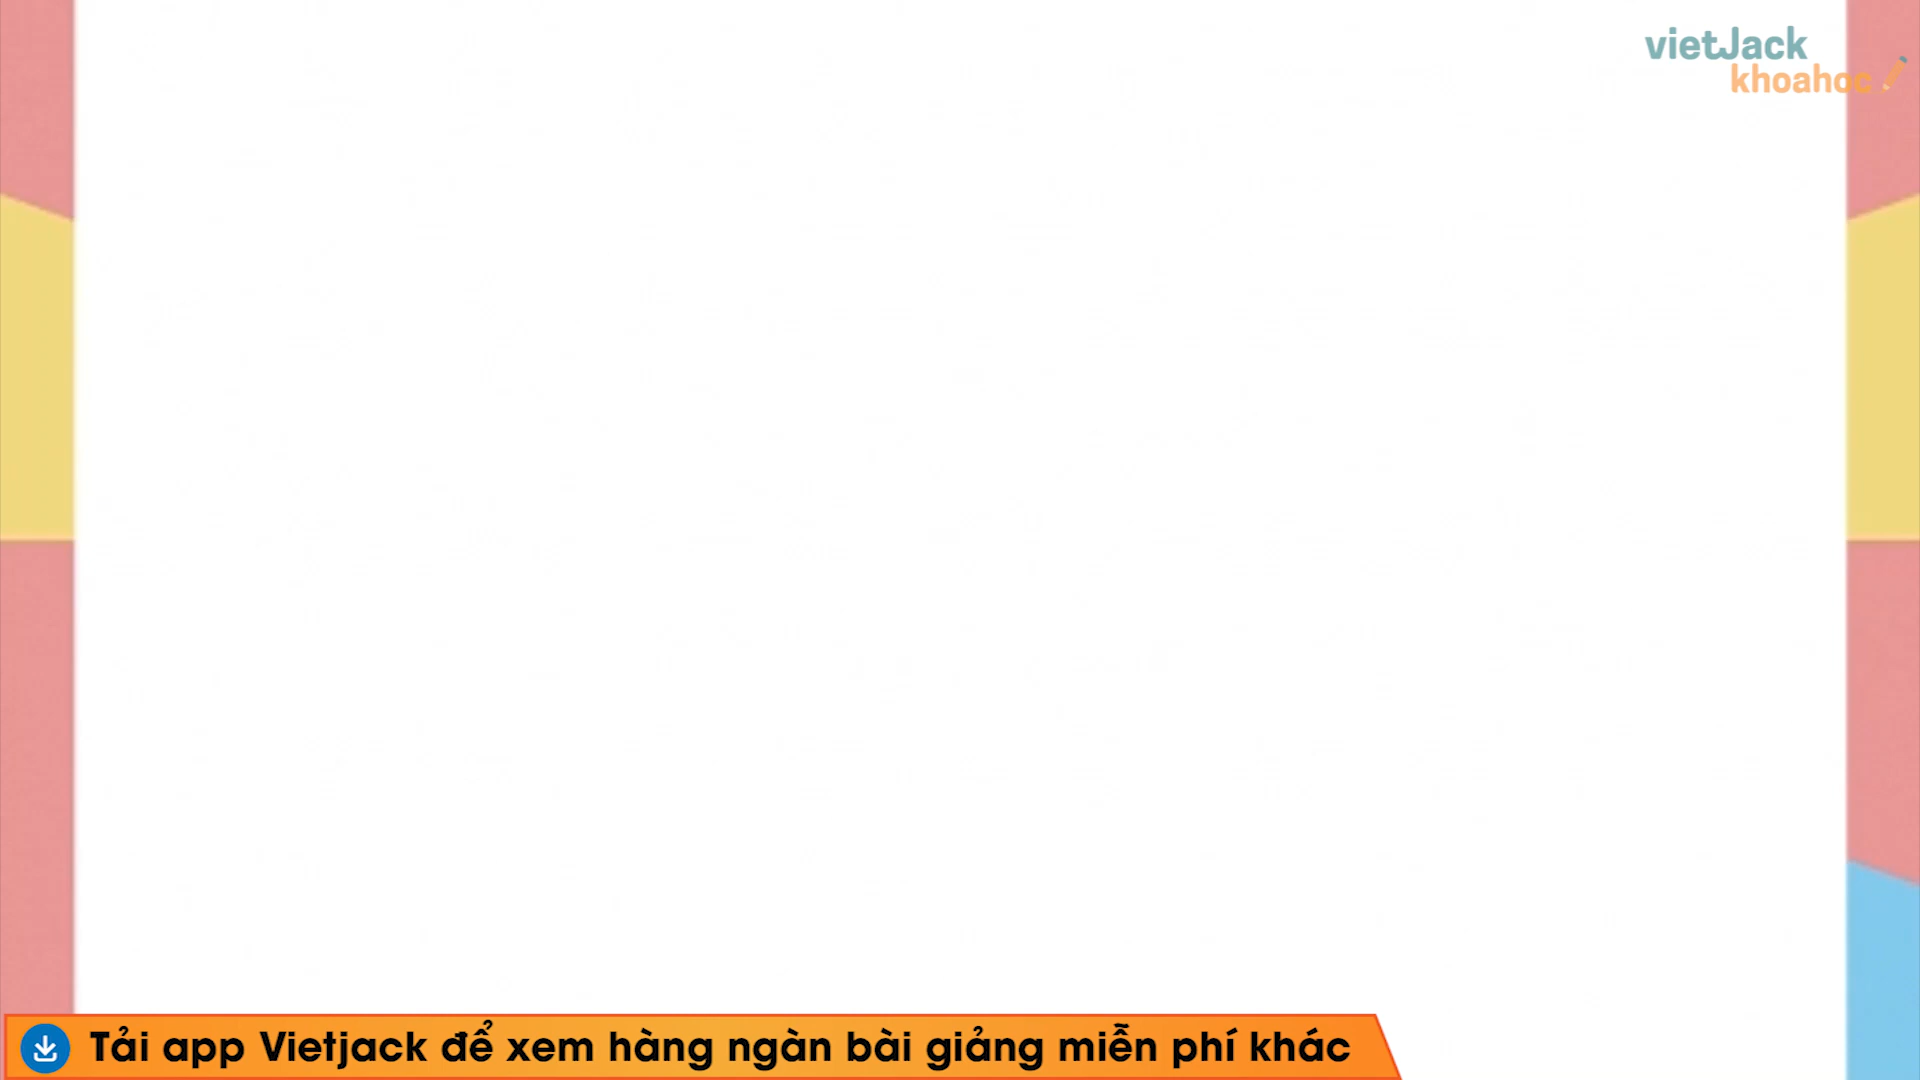 vietJack
khoahoc
Tải app Vietjack để xem hàng ngàn bài giảng miễn phí khác